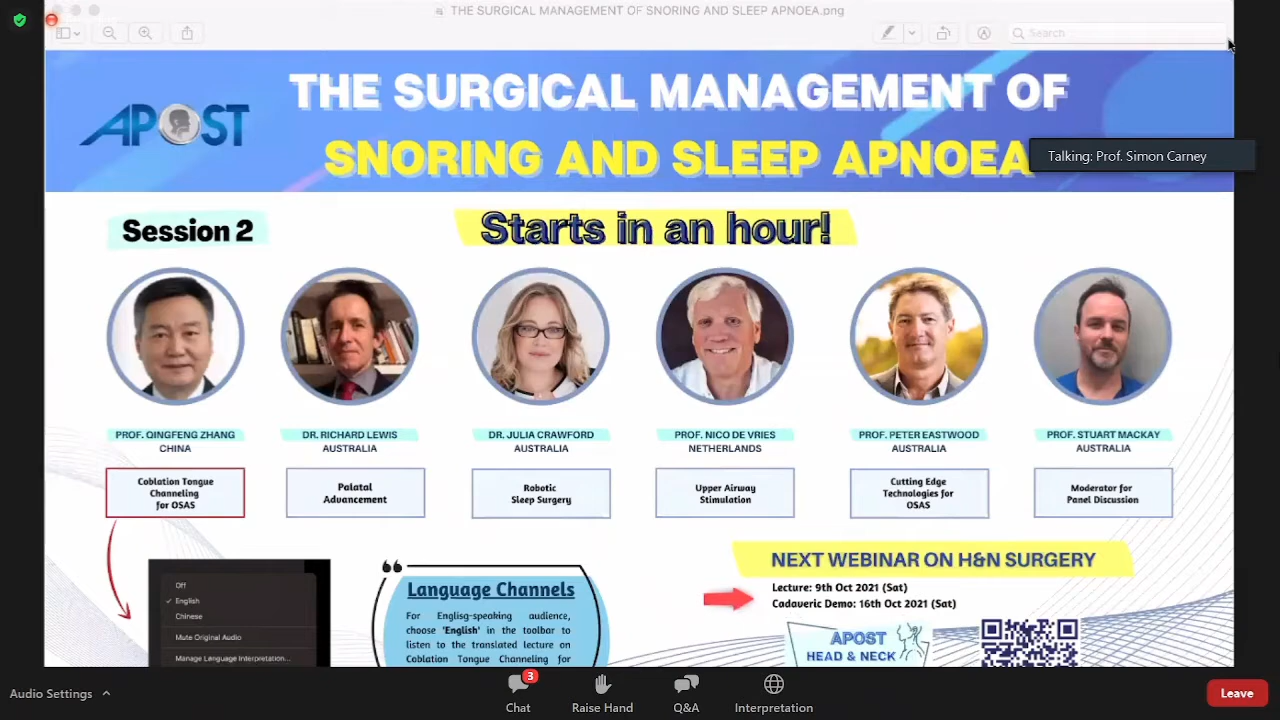 THE SURGICAL MANAGEMENT OF SNORING AND SLEEP APNOEA.png
Search
APOST
THE SURGICAL MANAGEMENT OF
SNORING AND SLEEP APNOEA
Talking: Prof. Simon Carney
Session 2
Starts in an hour!
PROF. QINGFENG ZHANG
CHINA
Coblation Tongue
Channeling
for OSAS
DR. RICHARD LEWIS
AUSTRALIA
Palatal
Advancement
DR. JULIA CRAWFORD
AUSTRALIA
Robotic
Sleep Surgery
PROF. NICO DE VRIES
NETHERLANDS
Upper Airway
Stimulation
PROF. PETER EASTWOOD
AUSTRALIA
Cutting Edge
Technologies for
OSAS
PROF. STUART MACKAY
AUSTRALIA
Moderator for
Panel Discussion
Off
✓ English
Chinese
Mute Original Audio
Manage Language Interpretation...
Language Channels
For Englisg-speaking audience,
choose 'English' in the toolbar to
listen to the translated lecture on
Coblation Tongue Channeling for
NEXT WEBINAR ON H&N SURGERY
Lecture: 9th Oct 2021 (Sat)
Cadaveric Demo: 16th Oct 2021 (Sat)
APOST
HEAD & NECK
Audio Settings
3
Chat
Raise Hand
Q&A
Interpretation
Leave